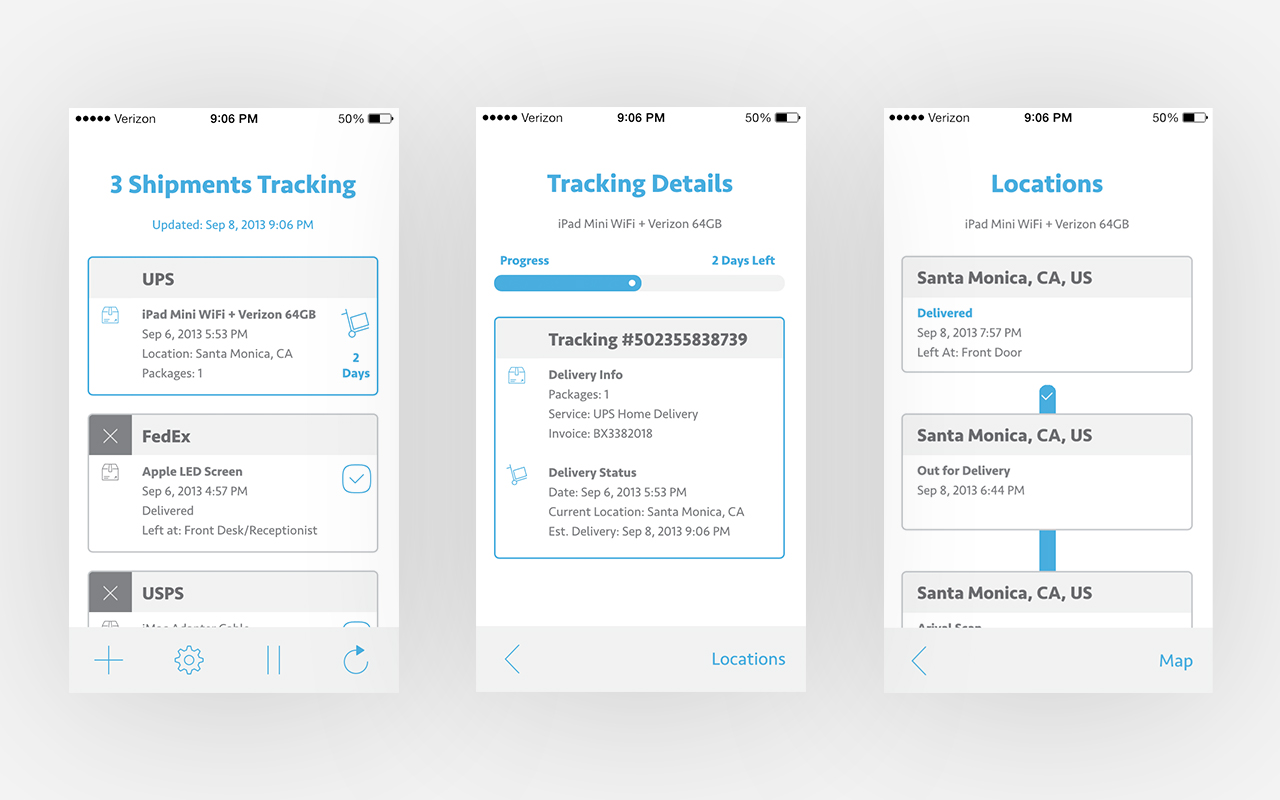 Verizon 9:06 PM 50%
3 Shipments Tracking
Updated: Sep 8, 2013 9:06 PM
UPS
iPad Mini WiFi + Verizon 64GB
Sep 6, 2013 5:53 PM
Location: Santa Monica, CA
Packages: 1
2
Days
FedEx
Apple LED Screen
Sep 6, 2013 4:57 PM
Delivered
Left at: Front Desk/Receptionist
USPS
iMac Adapter Cable
Verizon 9:06 PM 50%
Tracking Details
iPad Mini WiFi + Verizon 64GB
Progress 2 Days Left
Tracking #502355838739
Delivery Info
Packages: 1
Service: UPS Home Delivery
Invoice: BX3382018
Delivery Status
Date: Sep 6, 2013 5:53 PM
Current Location: Santa Monica, CA
Est. Delivery: Sep 8, 2013 9:06 PM
Locations
Verizon 9:06 PM 50%
Locations
iPad Mini WiFi + Verizon 64GB
Santa Monica, CA, US
Delivered
Sep 8, 2013 7:57 PM
Left At: Front Door
Santa Monica, CA, US
Out for Delivery
Sep 8, 2013 6:44 PM
Santa Monica, CA, US
Arival Scan
Map